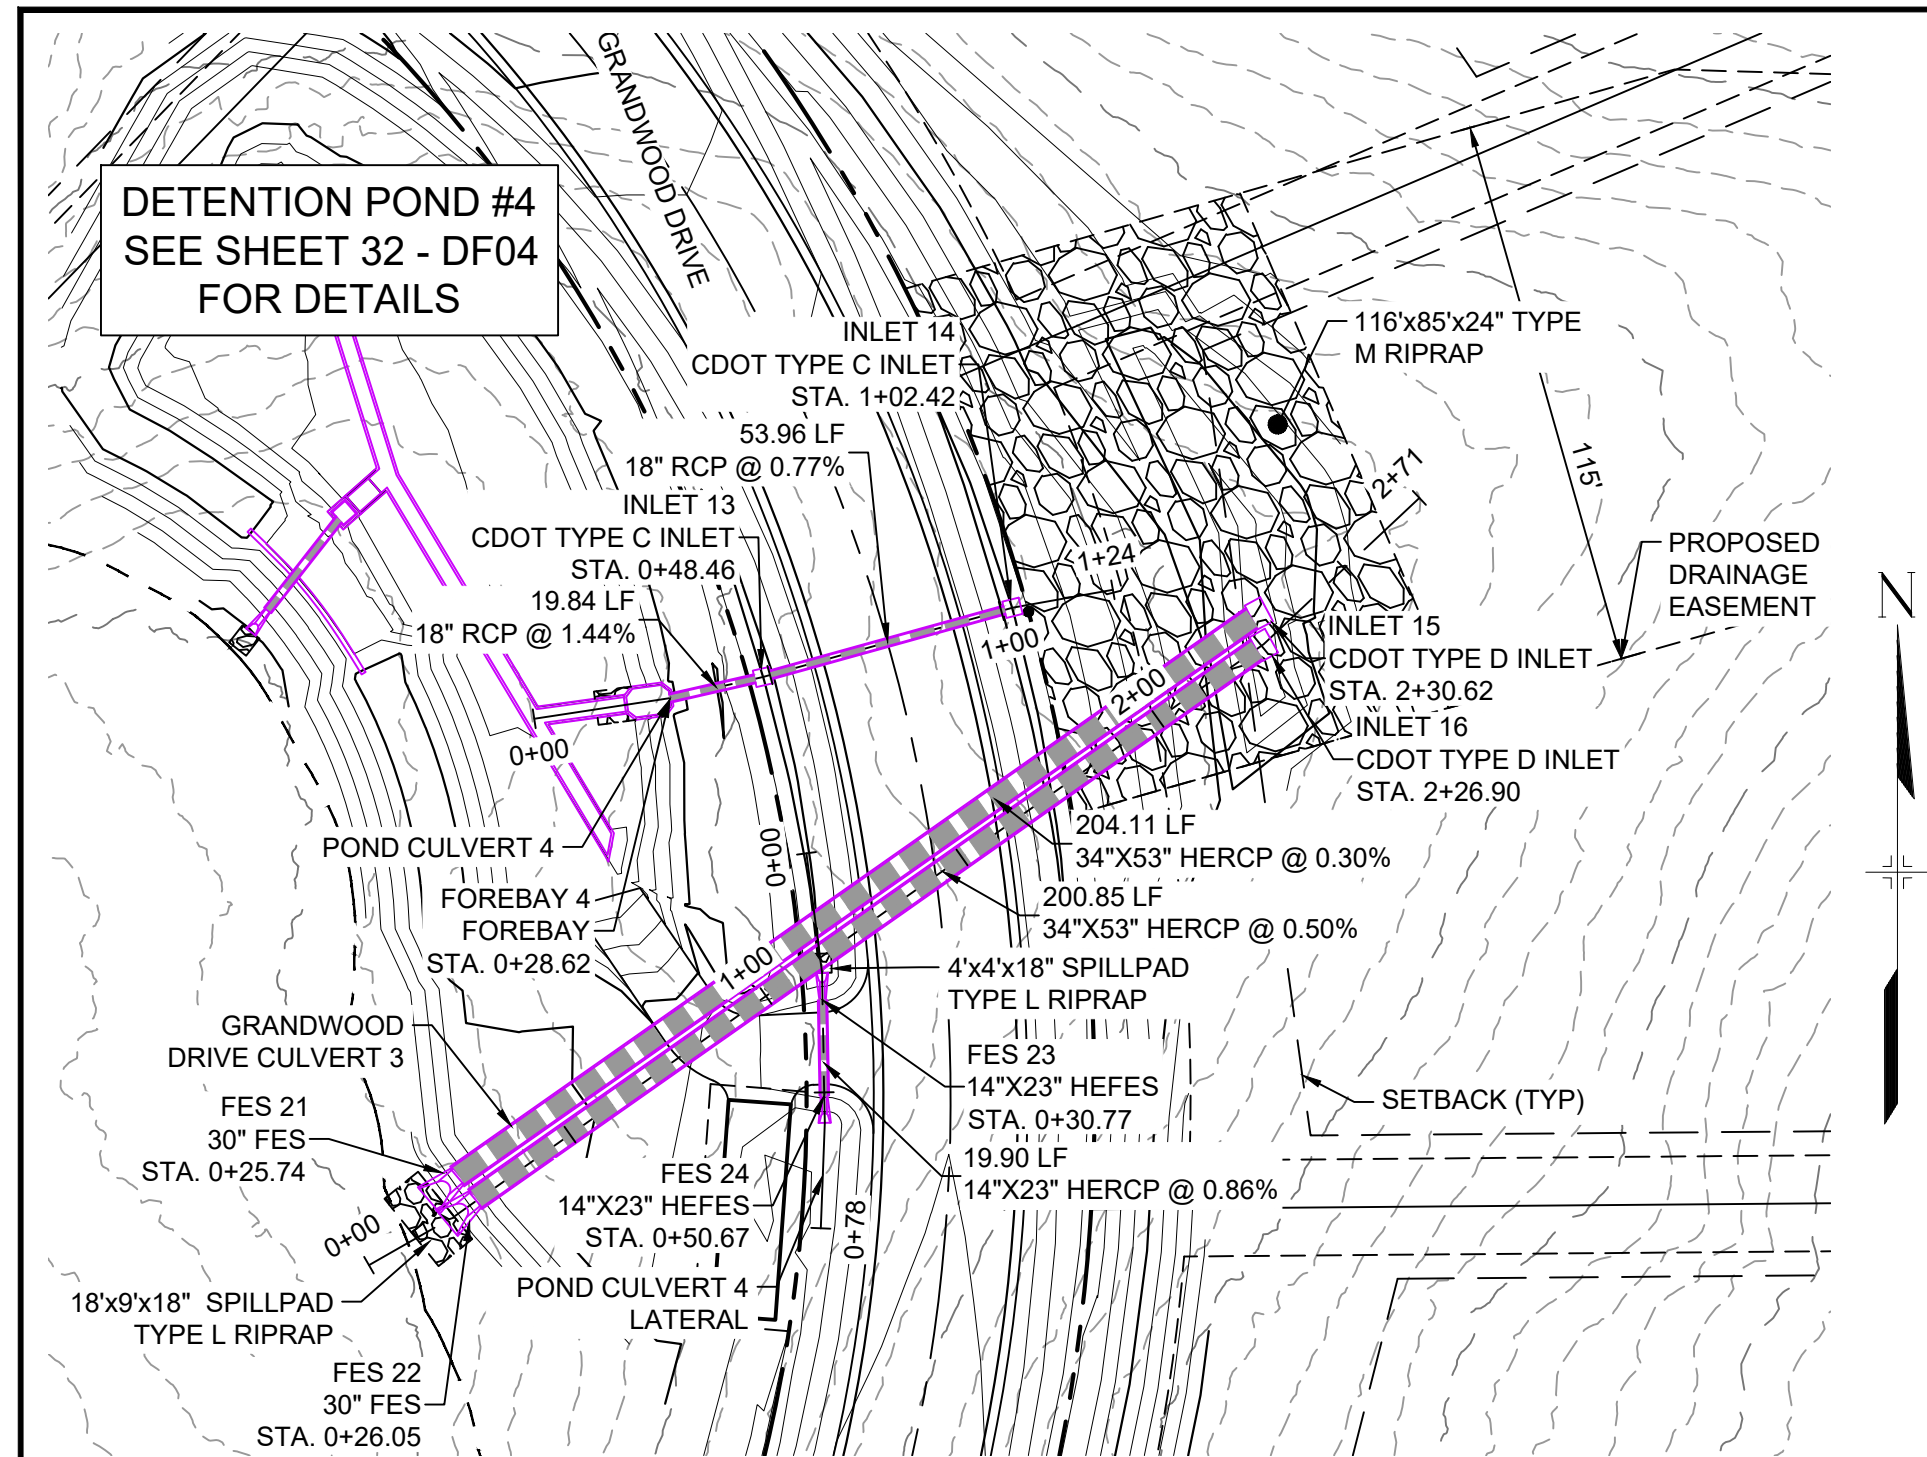 GRANDWOOD DRIVE
DETENTION POND #4
SEE SHEET 32 - DF04
FOR DETAILS
INLET 14
CDOT TYPE C INLET
STA. 1+02.42
116'x85'x24" TYPE
M RIPRAP
53.96 LF
18" RCP @ 0.77%
INLET 13
CDOT TYPE C INLET
STA. 0+48.46
19.84 LF
18" RCP @ 1.44%
2+71
115'
1+24
PROPOSED
DRAINAGE
EASEMENT
N
1+00
INLET 15
CDOT TYPE D INLET
STA. 2+30.62
2+00
INLET 16
CDOT TYPE D INLET
STA. 2+26.90
0+00
POND CULVERT 4
0+00
204.11 LF
34"X53" HERCP @ 0.30%
FOREBAY 4
FOREBAY
STA. 0+28.62
200.85 LF
34"X53" HERCP @ 0.50%
1+00
4'x4'x18" SPILLPAD
TYPE L RIPRAP
GRANDWOOD
DRIVE CULVERT 3
FES 23
14"X23" HEFES
STA. 0+30.77
SETBACK (TYP)
FES 21
30" FES
STA. 0+25.74
19.90 LF
14"X23" HERCP @ 0.86%
FES 24
14"X23" HEFES
STA. 0+50.67
0+00
0+78
POND CULVERT 4
LATERAL
18'x9'x18" SPILLPAD
TYPE L RIPRAP
FES 22
30" FES
STA. 0+26.05